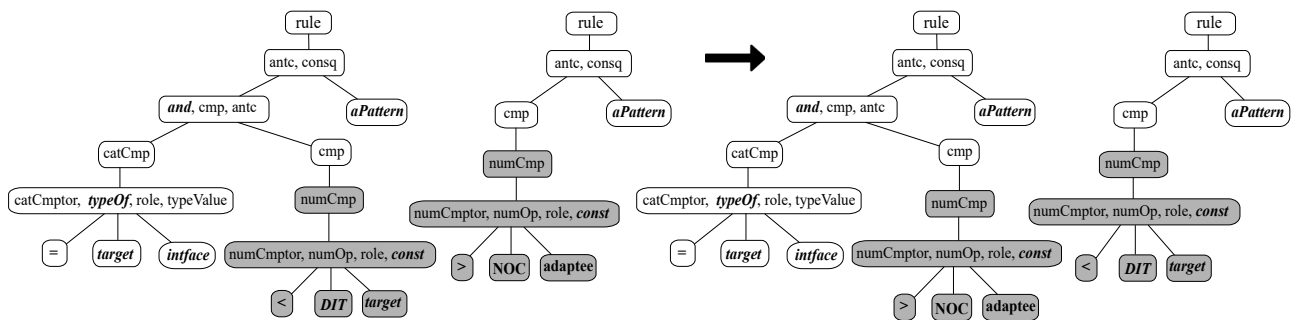 rule
antc, consq
and, cmp, antc
aPattern
catCmp
cmp
catCmptor, typeOf, role, typeValue
numCmp
=
target
intface
numCmptor, numOp, role, const
<
DIT
target
rule
antc, consq
cmp
aPattern
numCmp
numCmptor, numOp, role, const
>
NOC
adaptee
rule
antc, consq
and, cmp, antc
aPattern
catCmp
cmp
catCmptor, typeOf, role, typeValue
numCmp
=
target
intface
numCmptor, numOp, role, const
>
NOC
adaptee
rule
antc, consq
cmp
aPattern
numCmp
numCmptor, numOp, role, const
<
DIT
target